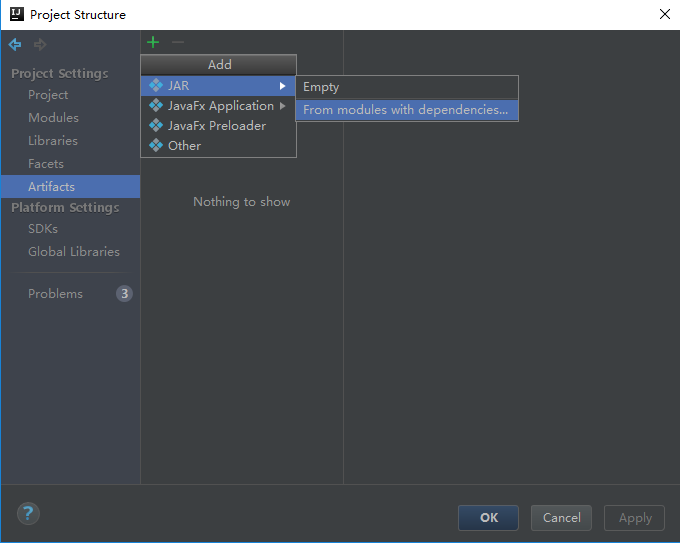 IJ
Project Structure
Project Settings
Project
Modules
Libraries
Facets
Artifacts
Platform Settings
SDKs
Global Libraries
Problems
3
Add
JAR
JavaFx Application
JavaFx Preloader
Other
Empty
From modules with dependencies...
Nothing to show
?
OK
Cancel
Apply